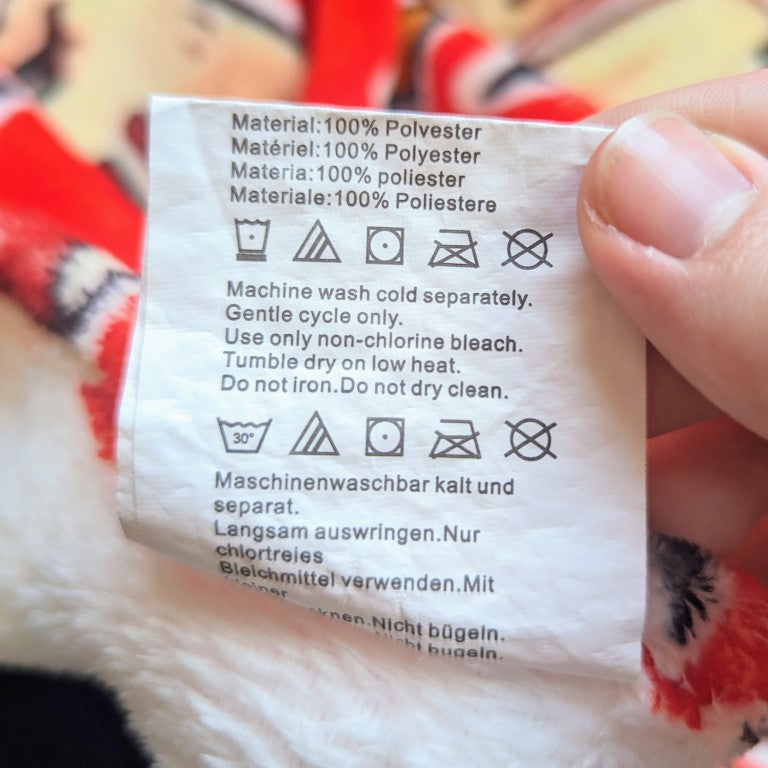 Material:100% Polvester
Matériel:100% Polyester
Materia:100% poliester
Materiale:100% Poliestere
Machine wash cold separately.
Gentle cycle only.
Use only non-chlorine bleach.
Tumble dry on low heat.
Do not iron.Do not dry clean.
30°
Maschinenwaschbar kalt und
separat.
Langsam auswringen.Nur
chlortreies
Bleichmittel verwenden.Mit
Nicht bügeln.